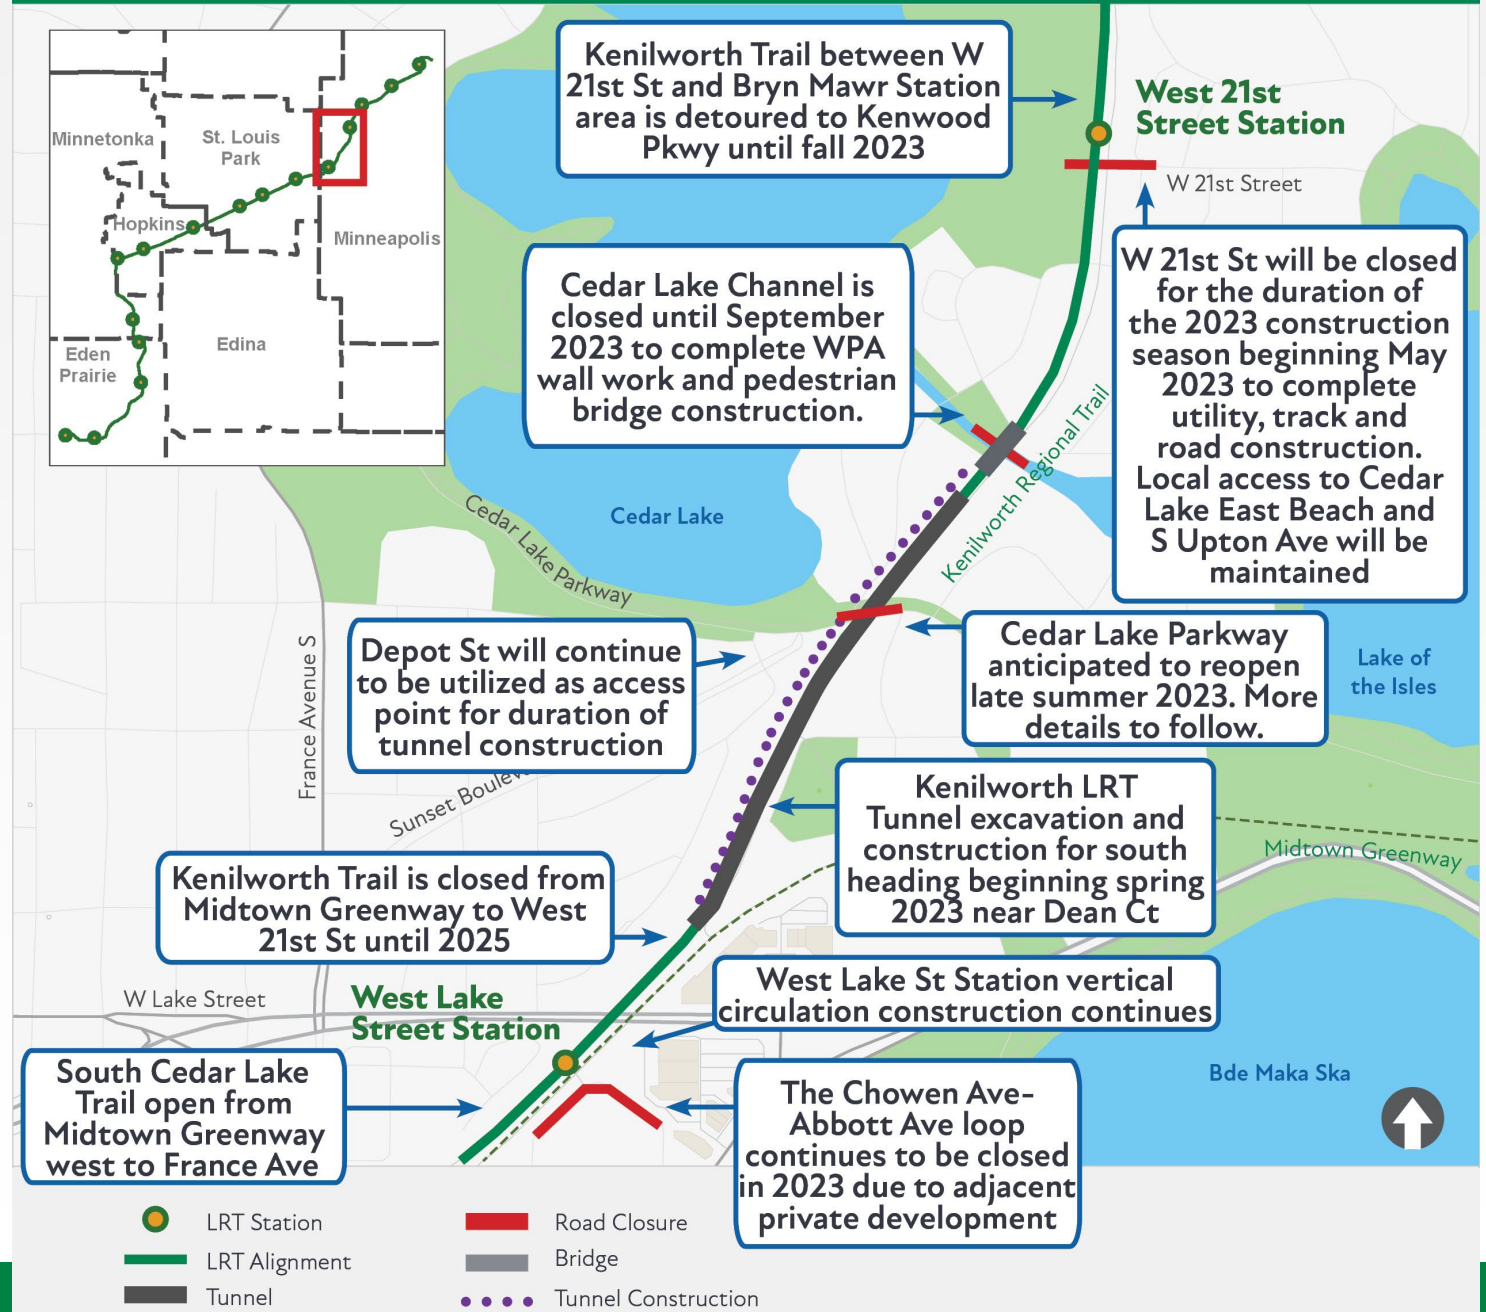 Kenilworth Trail between W
21st St and Bryn Mawr Station
area is detoured to Kenwood
Pkwy until fall 2023
West 21st
Street Station
W 21st Street
Minnetonka
St. Louis
Park
Hopkins
Minneapolis
Eden
Prairie
Edina
Cedar Lake Channel is
closed until September
2023 to complete WPA
wall work and pedestrian
bridge construction.
W 21st St will be closed
for the duration of
the 2023 construction
season beginning May
2023 to complete
utility, track and
road construction.
Local access to Cedar
Lake East Beach and
S Upton Ave will be
maintained
Kenilworth Regional Trail
Cedar Lake
Cedar Lake Parkway
France Avenue S
Depot St will continue
to be utilized as access
point for duration of
tunnel construction
Cedar Lake Parkway
anticipated to reopen
late summer 2023. More
details to follow.
Lake of
the Isles
Sunset Boulev
Kenilworth LRT
Tunnel excavation and
construction for south
heading beginning spring
2023 near Dean Ct
Midtown Greenway
Kenilworth Trail is closed from
Midtown Greenway to West
21st St until 2025
W Lake Street
West Lake
Street Station
West Lake St Station vertical
circulation construction continues
South Cedar Lake
Trail open from
Midtown Greenway
west to France Ave
The Chowen Ave-
Abbott Ave loop
continues to be closed
in 2023 due to adjacent
private development
Bde Maka Ska
LRT Station
LRT Alignment
Tunnel
Road Closure
Bridge
Tunnel Construction